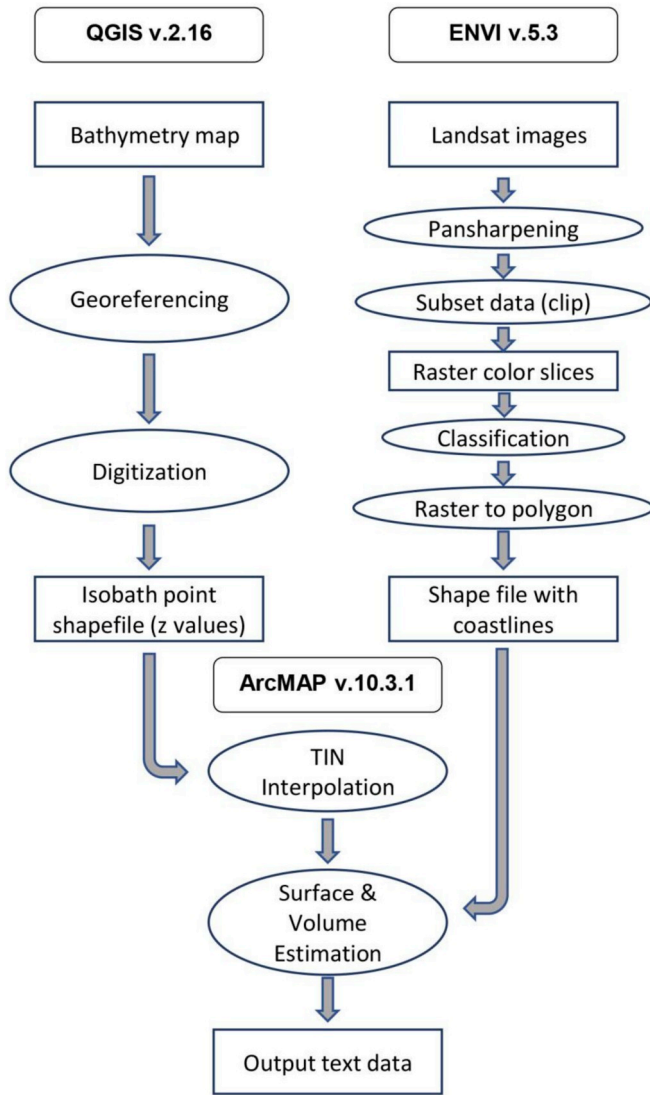 QGIS v.2.16
Bathymetry map
Georeferencing
Digitization
Isobath point
shapefile (z values)
ENVI v.5.3
Landsat images
Pansharpening
Subset data (clip)
Raster color slices
Classification
Raster to polygon
Shape file with
coastlines
ArcMAP v.10.3.1
TIN
Interpolation
Surface &
Volume
Estimation
Output text data